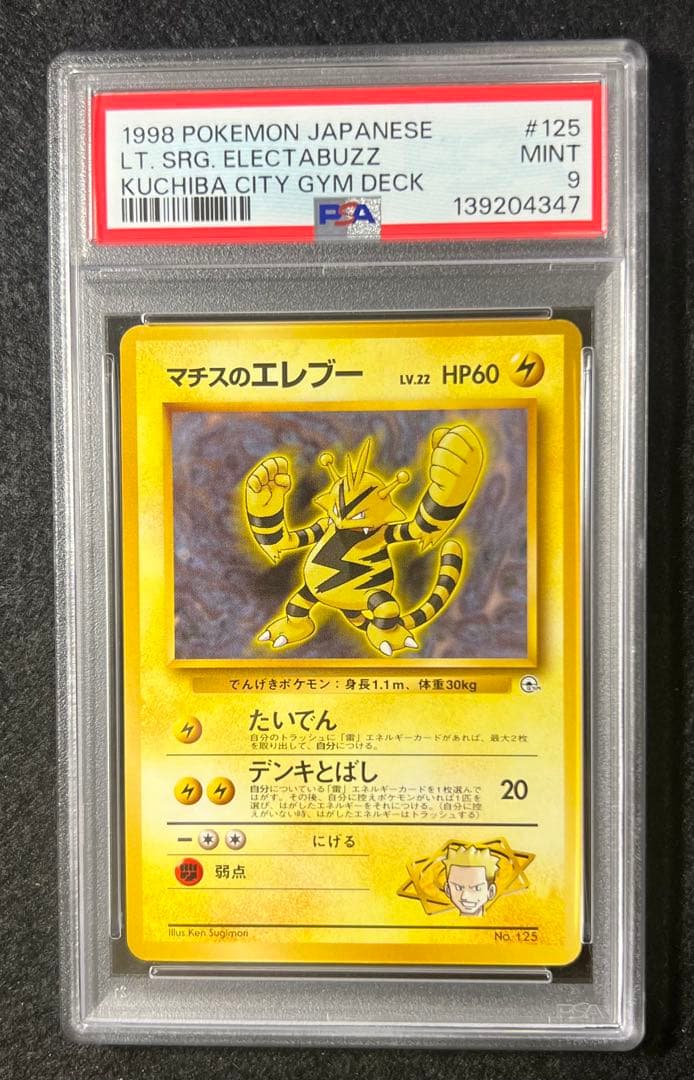 1998 POKEMON JAPANESE #125
LT. SRG. ELECTABUZZ MINT
KUCHIBA CITY GYM DECK 9
PSA 139204347
マチスのエレブー LV.22 HP60
でんげきポケモン：身長1.1m、体重30kg
たいでん
自分のトラッシュに「雷」エネルギーカードがあれば、最大2枚
を取り出して、自分につける。
デンキとばし 20
自分についている「雷」エネルギーカードを1枚選んで
はがす。その後、自分に控えポケモンがいれば1匹を
選び、はがしたエネルギーをそれにつける。（自分に控
えがいない時、はがしたエネルギーはトラッシュする）
にげる
弱点
Illus.Ken Sugimori No.125
PSA